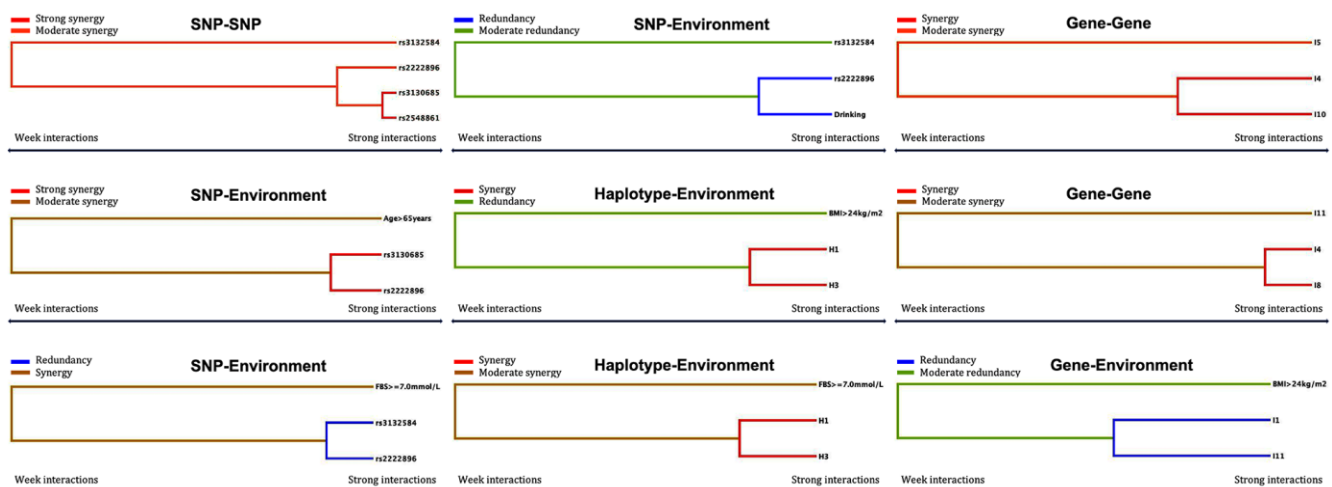 SNP-SNP
Strong synergy
Moderate synergy
rs3132584
rs2222896
rs3130685
rs2548861
Week interactions
Strong interactions
SNP-Environment
Redundancy
Moderate redundancy
rs3132584
rs2222896
Drinking
Week interactions
Strong interactions
Gene-Gene
Synergy
Moderate synergy
I5
I4
I10
Week interactions
Strong interactions
SNP-Environment
Strong synergy
Moderate synergy
Age>65years
rs3130685
rs2222896
Week interactions
Strong interactions
Haplotype-Environment
Synergy
Redundancy
BMI>24kg/m2
H1
H3
Week interactions
Strong interactions
Gene-Gene
Synergy
Moderate synergy
I11
I4
I8
Week interactions
Strong interactions
SNP-Environment
Redundancy
Synergy
FBS>=7.0mmol/L
rs3132584
rs2222896
Week interactions
Strong interactions
Haplotype-Environment
Synergy
Moderate synergy
FBS>=7.0mmol/L
H1
H3
Week interactions
Strong interactions
Gene-Environment
Redundancy
Moderate redundancy
BMI>24kg/m2
I1
I11
Week interactions
Strong interactions